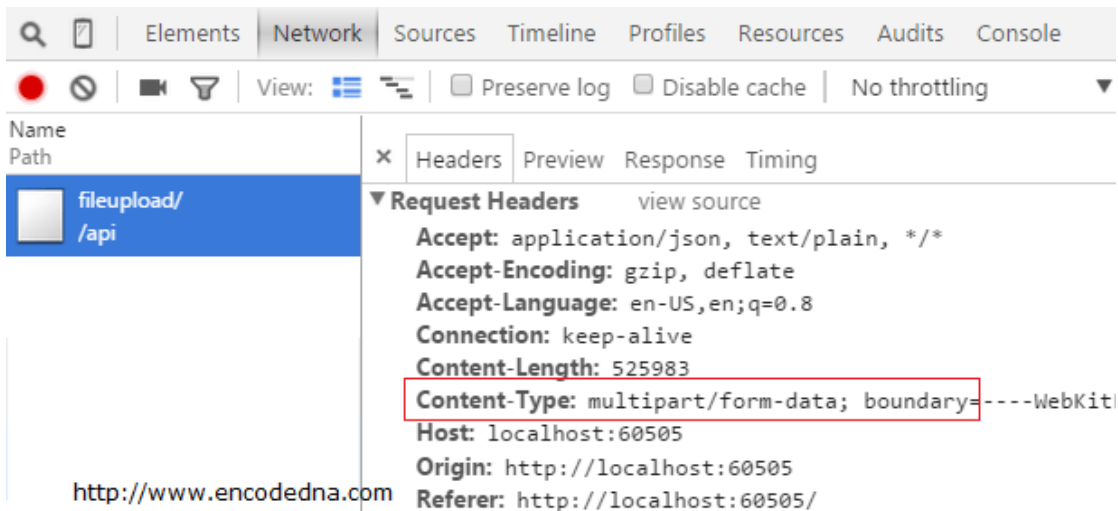 Elements Network Sources Timeline Profiles Resources Audits Console
View: Preserve log Disable cache No throttling
Name
Path
fileupload/
/api
× Headers Preview Response Timing
Request Headers view source
Accept: application/json, text/plain, */*
Accept-Encoding: gzip, deflate
Accept-Language: en-US,en;q=0.8
Connection: keep-alive
Content-Length: 525983
Content-Type: multipart/form-data; boundary=----WebKit
Host: localhost:60505
Origin: http://localhost:60505
Referer: http://localhost:60505/
http://www.encodedna.com